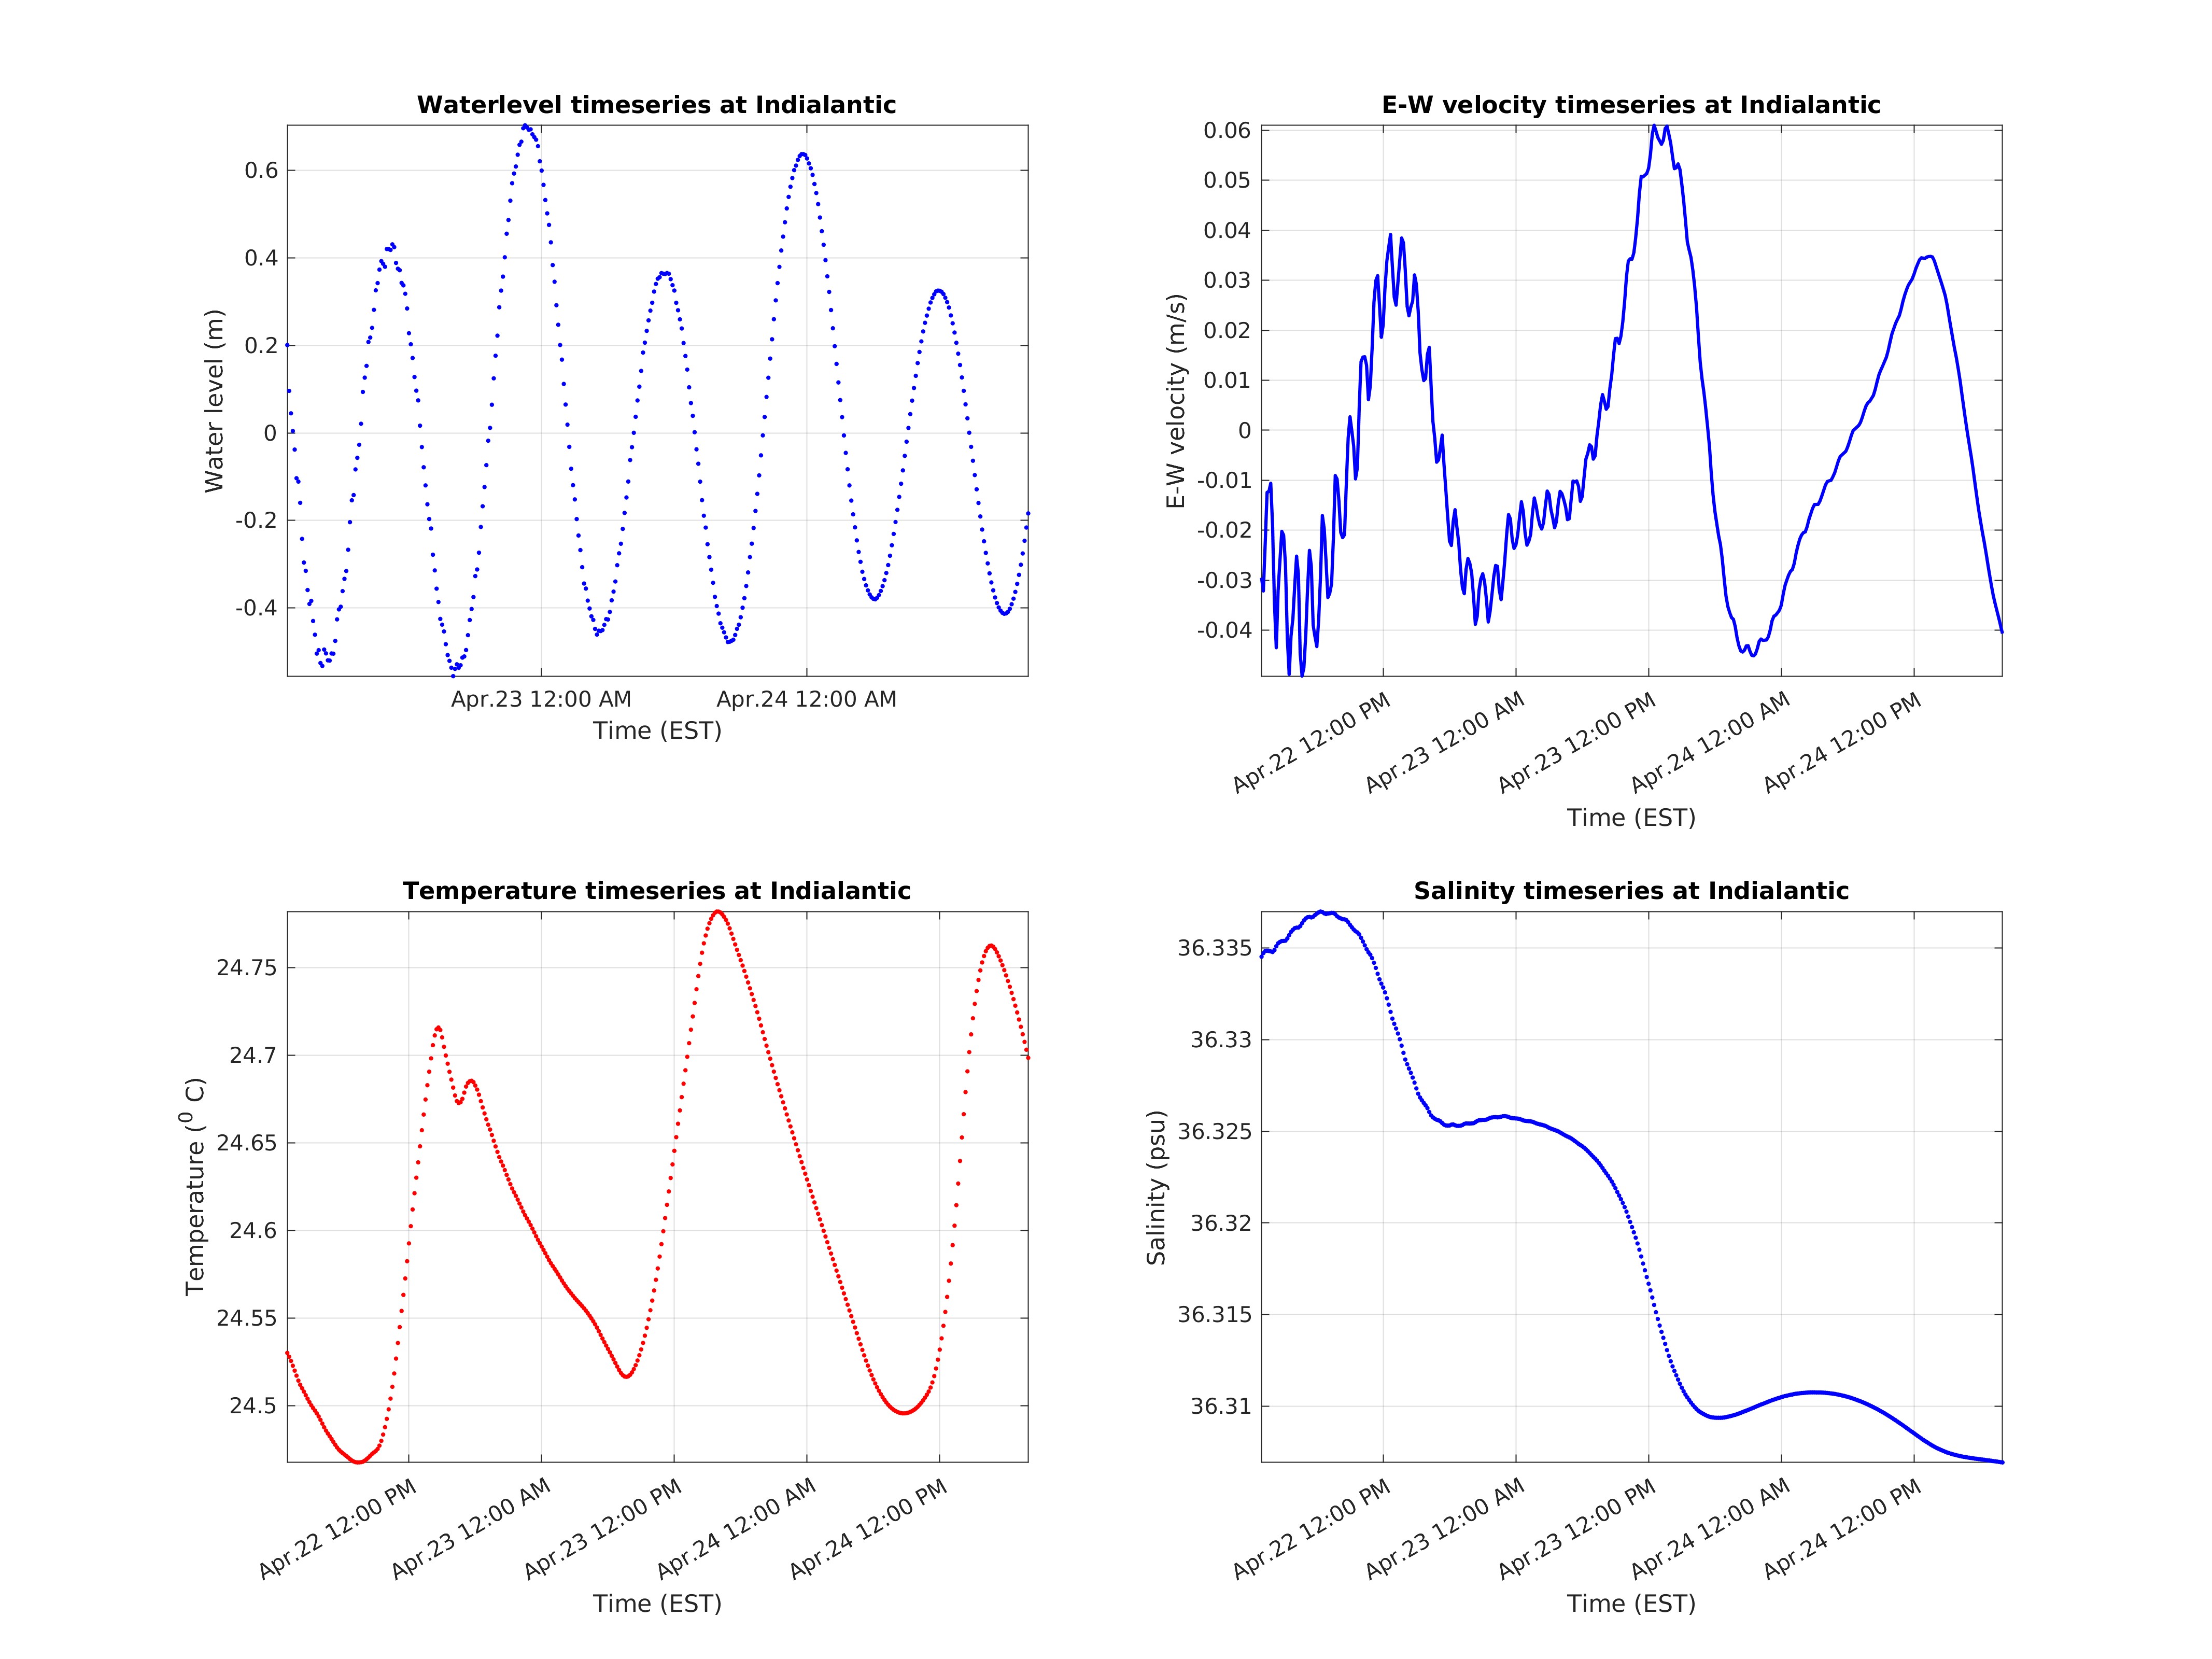 Waterlevel timeseries at Indialantic
0.6
0.4
0.2
0
-0.2
-0.4
Water level (m)
Apr.23 12:00 AM
Apr.24 12:00 AM
Time (EST)
E-W velocity timeseries at Indialantic
0.06
0.05
0.04
0.03
0.02
0.01
0
-0.01
-0.02
-0.03
-0.04
E-W velocity (m/s)
Apr.22 12:00 PM
Apr.23 12:00 AM
Apr.23 12:00 PM
Apr.24 12:00 AM
Apr.24 12:00 PM
Time (EST)
Temperature timeseries at Indialantic
24.75
24.7
24.65
24.6
24.55
24.5
Temperature (⁰ C)
Apr.22 12:00 PM
Apr.23 12:00 AM
Apr.23 12:00 PM
Apr.24 12:00 AM
Apr.24 12:00 PM
Time (EST)
Salinity timeseries at Indialantic
36.335
36.33
36.325
36.32
36.315
36.31
Salinity (psu)
Apr.22 12:00 PM
Apr.23 12:00 AM
Apr.23 12:00 PM
Apr.24 12:00 AM
Apr.24 12:00 PM
Time (EST)